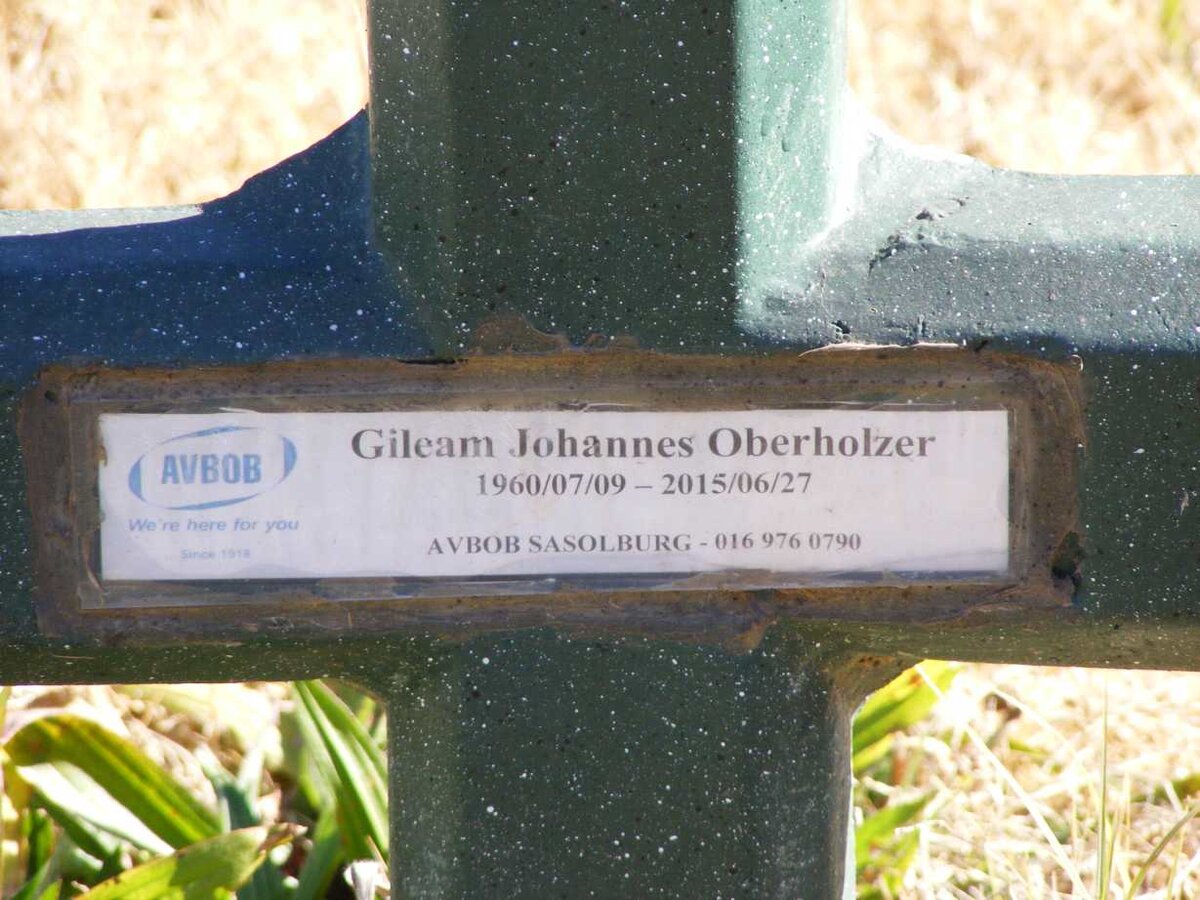 AVBOB
We're here for you
Since 1918
Gileam Johannes Oberholzer
1960/07/09 – 2015/06/27
AVBOB SASOLBURG - 016 976 0790